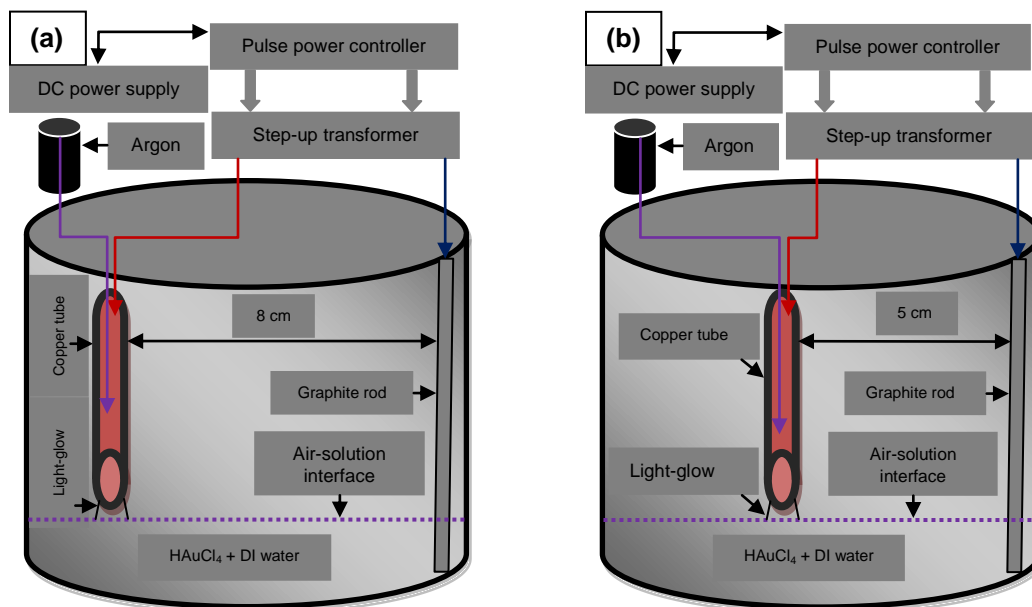 (a)
Pulse power controller
DC power supply
Step-up transformer
Argon
8 cm
Copper tube
Graphite rod
Light-glow
Air-solution
interface
HAuCl₄ + DI water
(b)
Pulse power controller
DC power supply
Step-up transformer
Argon
5 cm
Copper tube
Graphite rod
Light-glow
Air-solution
interface
HAuCl₄ + DI water